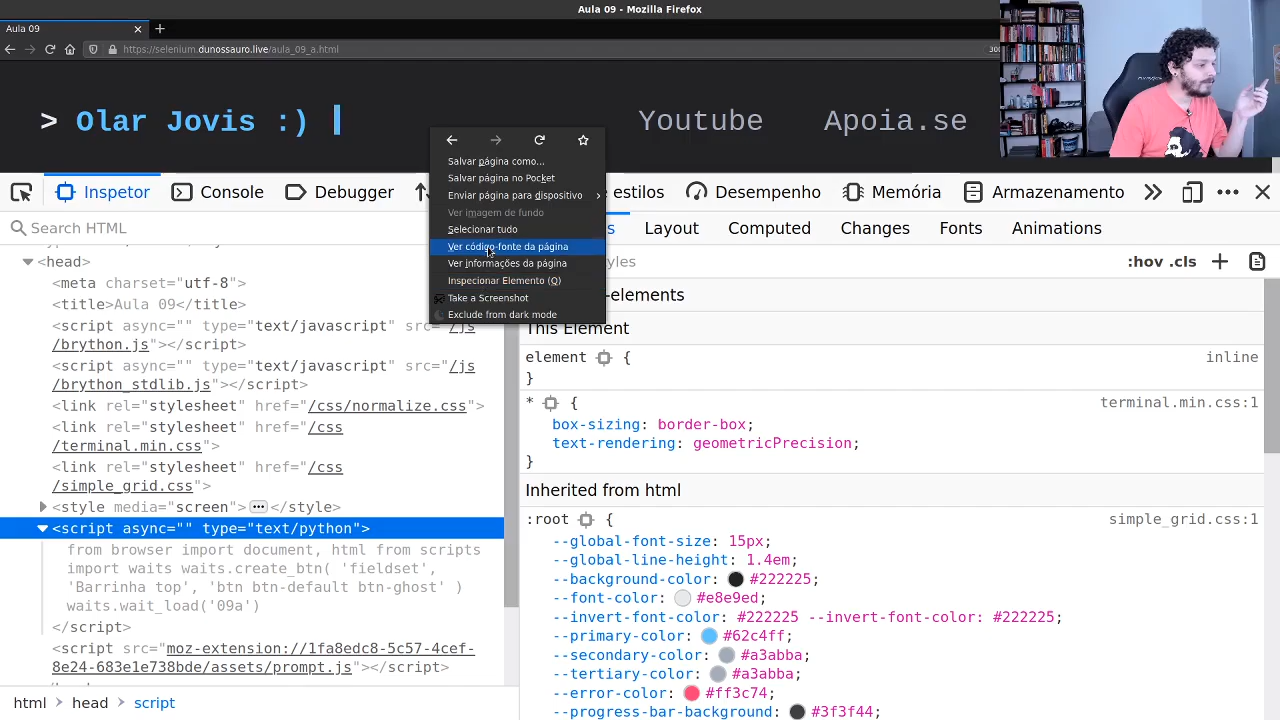 Mozilla Firefox
Aula 09
https://selenium.dunossauro.live/aula_09_a.html
300
> Olar Jovis :)
Youtube
Apoia.se
Salvar página como...
Salvar página no Pocket
Enviar página para dispositivo
Ver imagem de fundo
Selecionar tudo
Ver código-fonte da página
Ver informações da página
Inspecionar Elemento (Q)
Take a Screenshot
Exclude from dark mode
Inspetor
Console
Debugger
e estilos
Desempenho
Memória
Armazenamento
Search HTML
Layout
Computed
Changes
Fonts
Animations
<head>
<meta charset="utf-8">
<title>Aula 09</title>
<script async="" type="text/javascript" src="/js
/brython.js"></script>
<script async="" type="text/javascript" src="/js
/brython_stdlib.js"></script>
<link rel="stylesheet" href="/css/normalize.css">
<link rel="stylesheet" href="/css
/terminal.min.css">
<link rel="stylesheet" href="/css
/simple_grid.css">
<style media="screen"> ••• </style>
<script async="" type="text/python">
from browser import document, html from scripts
import waits waits.create_btn( 'fieldset',
'Barrinha top', 'btn btn-default btn-ghost' )
waits.wait_load('09a')
</script>
<script src="moz-extension://1fa8edc8-5c57-4cef-
8e24-683e1e738bde/assets/prompt.js"></script>
html
head
script
:hov .cls
-elements
This Element
element {
inline
}
* {
terminal.min.css:1
box-sizing: border-box;
text-rendering: geometricPrecision;
}
Inherited from html
:root {
simple_grid.css:1
--global-font-size: 15px;
--global-line-height: 1.4em;
--background-color: #222225;
--font-color: #e8e9ed;
--invert-font-color: #222225 --invert-font-color: #222225;
--primary-color: #62c4ff;
--secondary-color: #a3abba;
--tertiary-color: #a3abba;
--error-color: #ff3c74;
--progress-bar-background: #3f3f44;